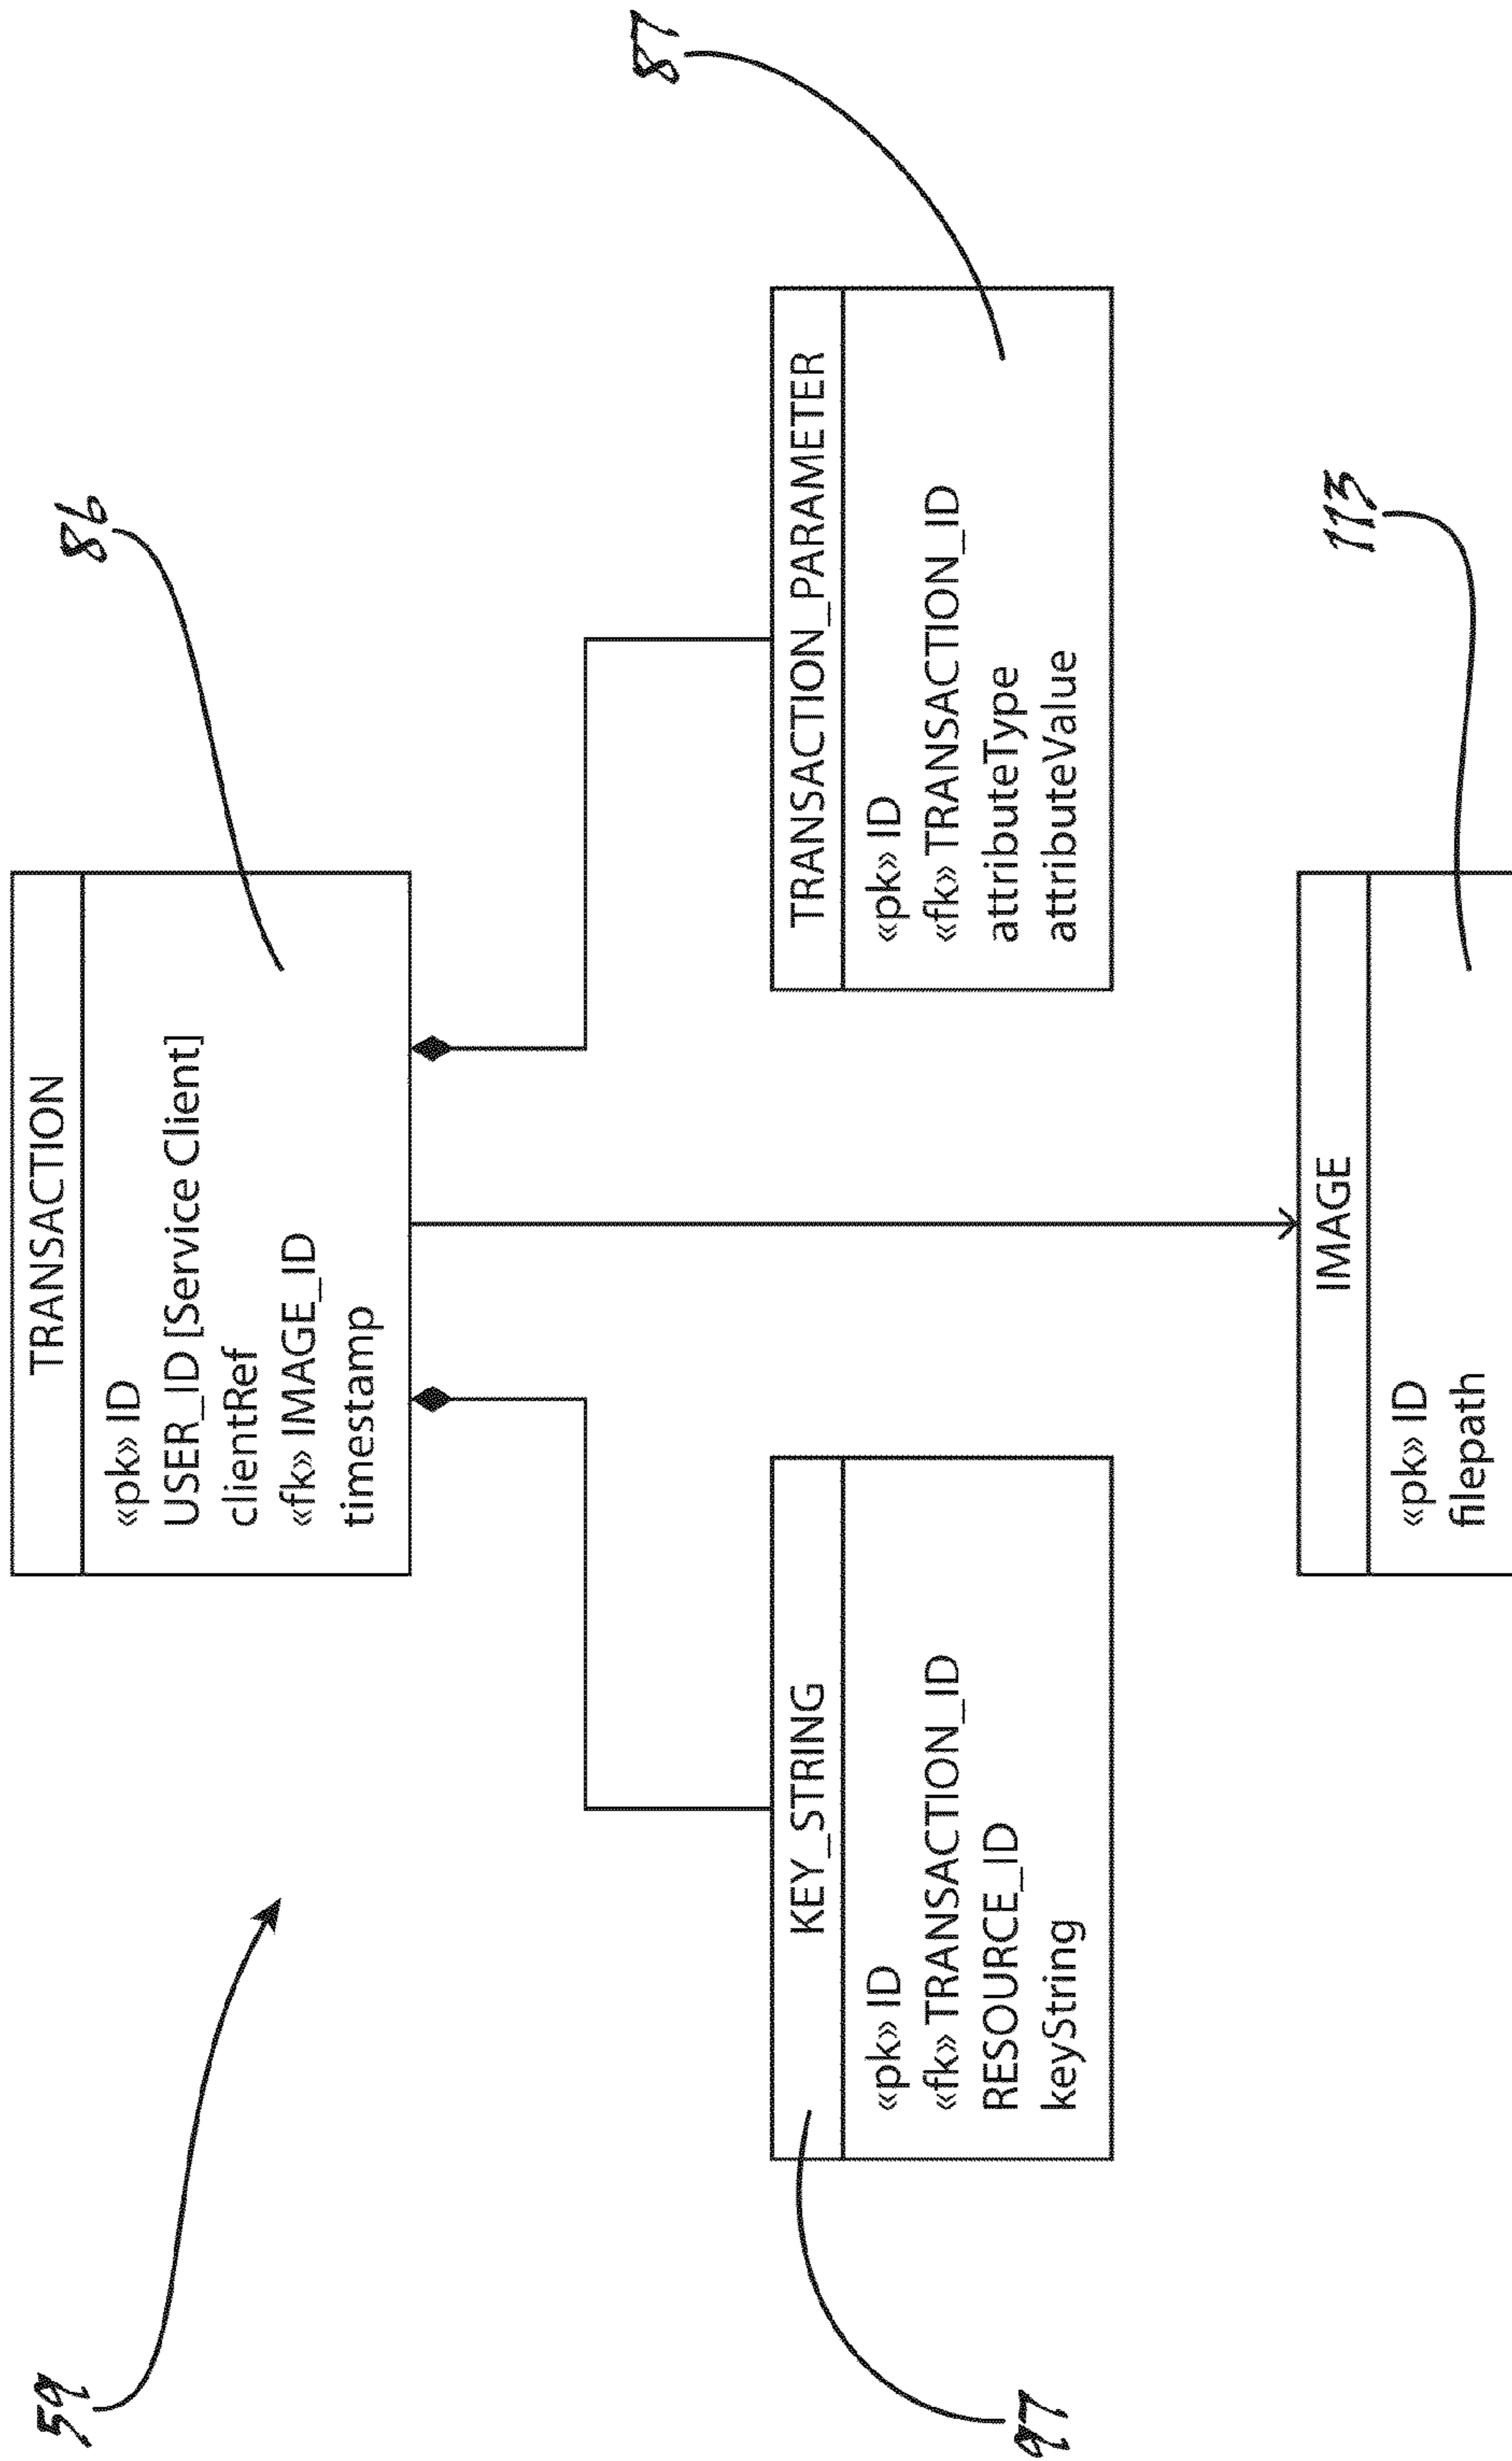 59
86
TRANSACTION
«pk» ID
USER_ID [Service Client]
clientRef
«fk» IMAGE_ID
timestamp
87
KEY_STRING
«pk» ID
«fk» TRANSACTION_ID
RESOURCE_ID
keyString
TRANSACTION_PARAMETER
«pk» ID
«fk» TRANSACTION_ID
attributeType
attributeValue
97
113
IMAGE
«pk» ID
filepath